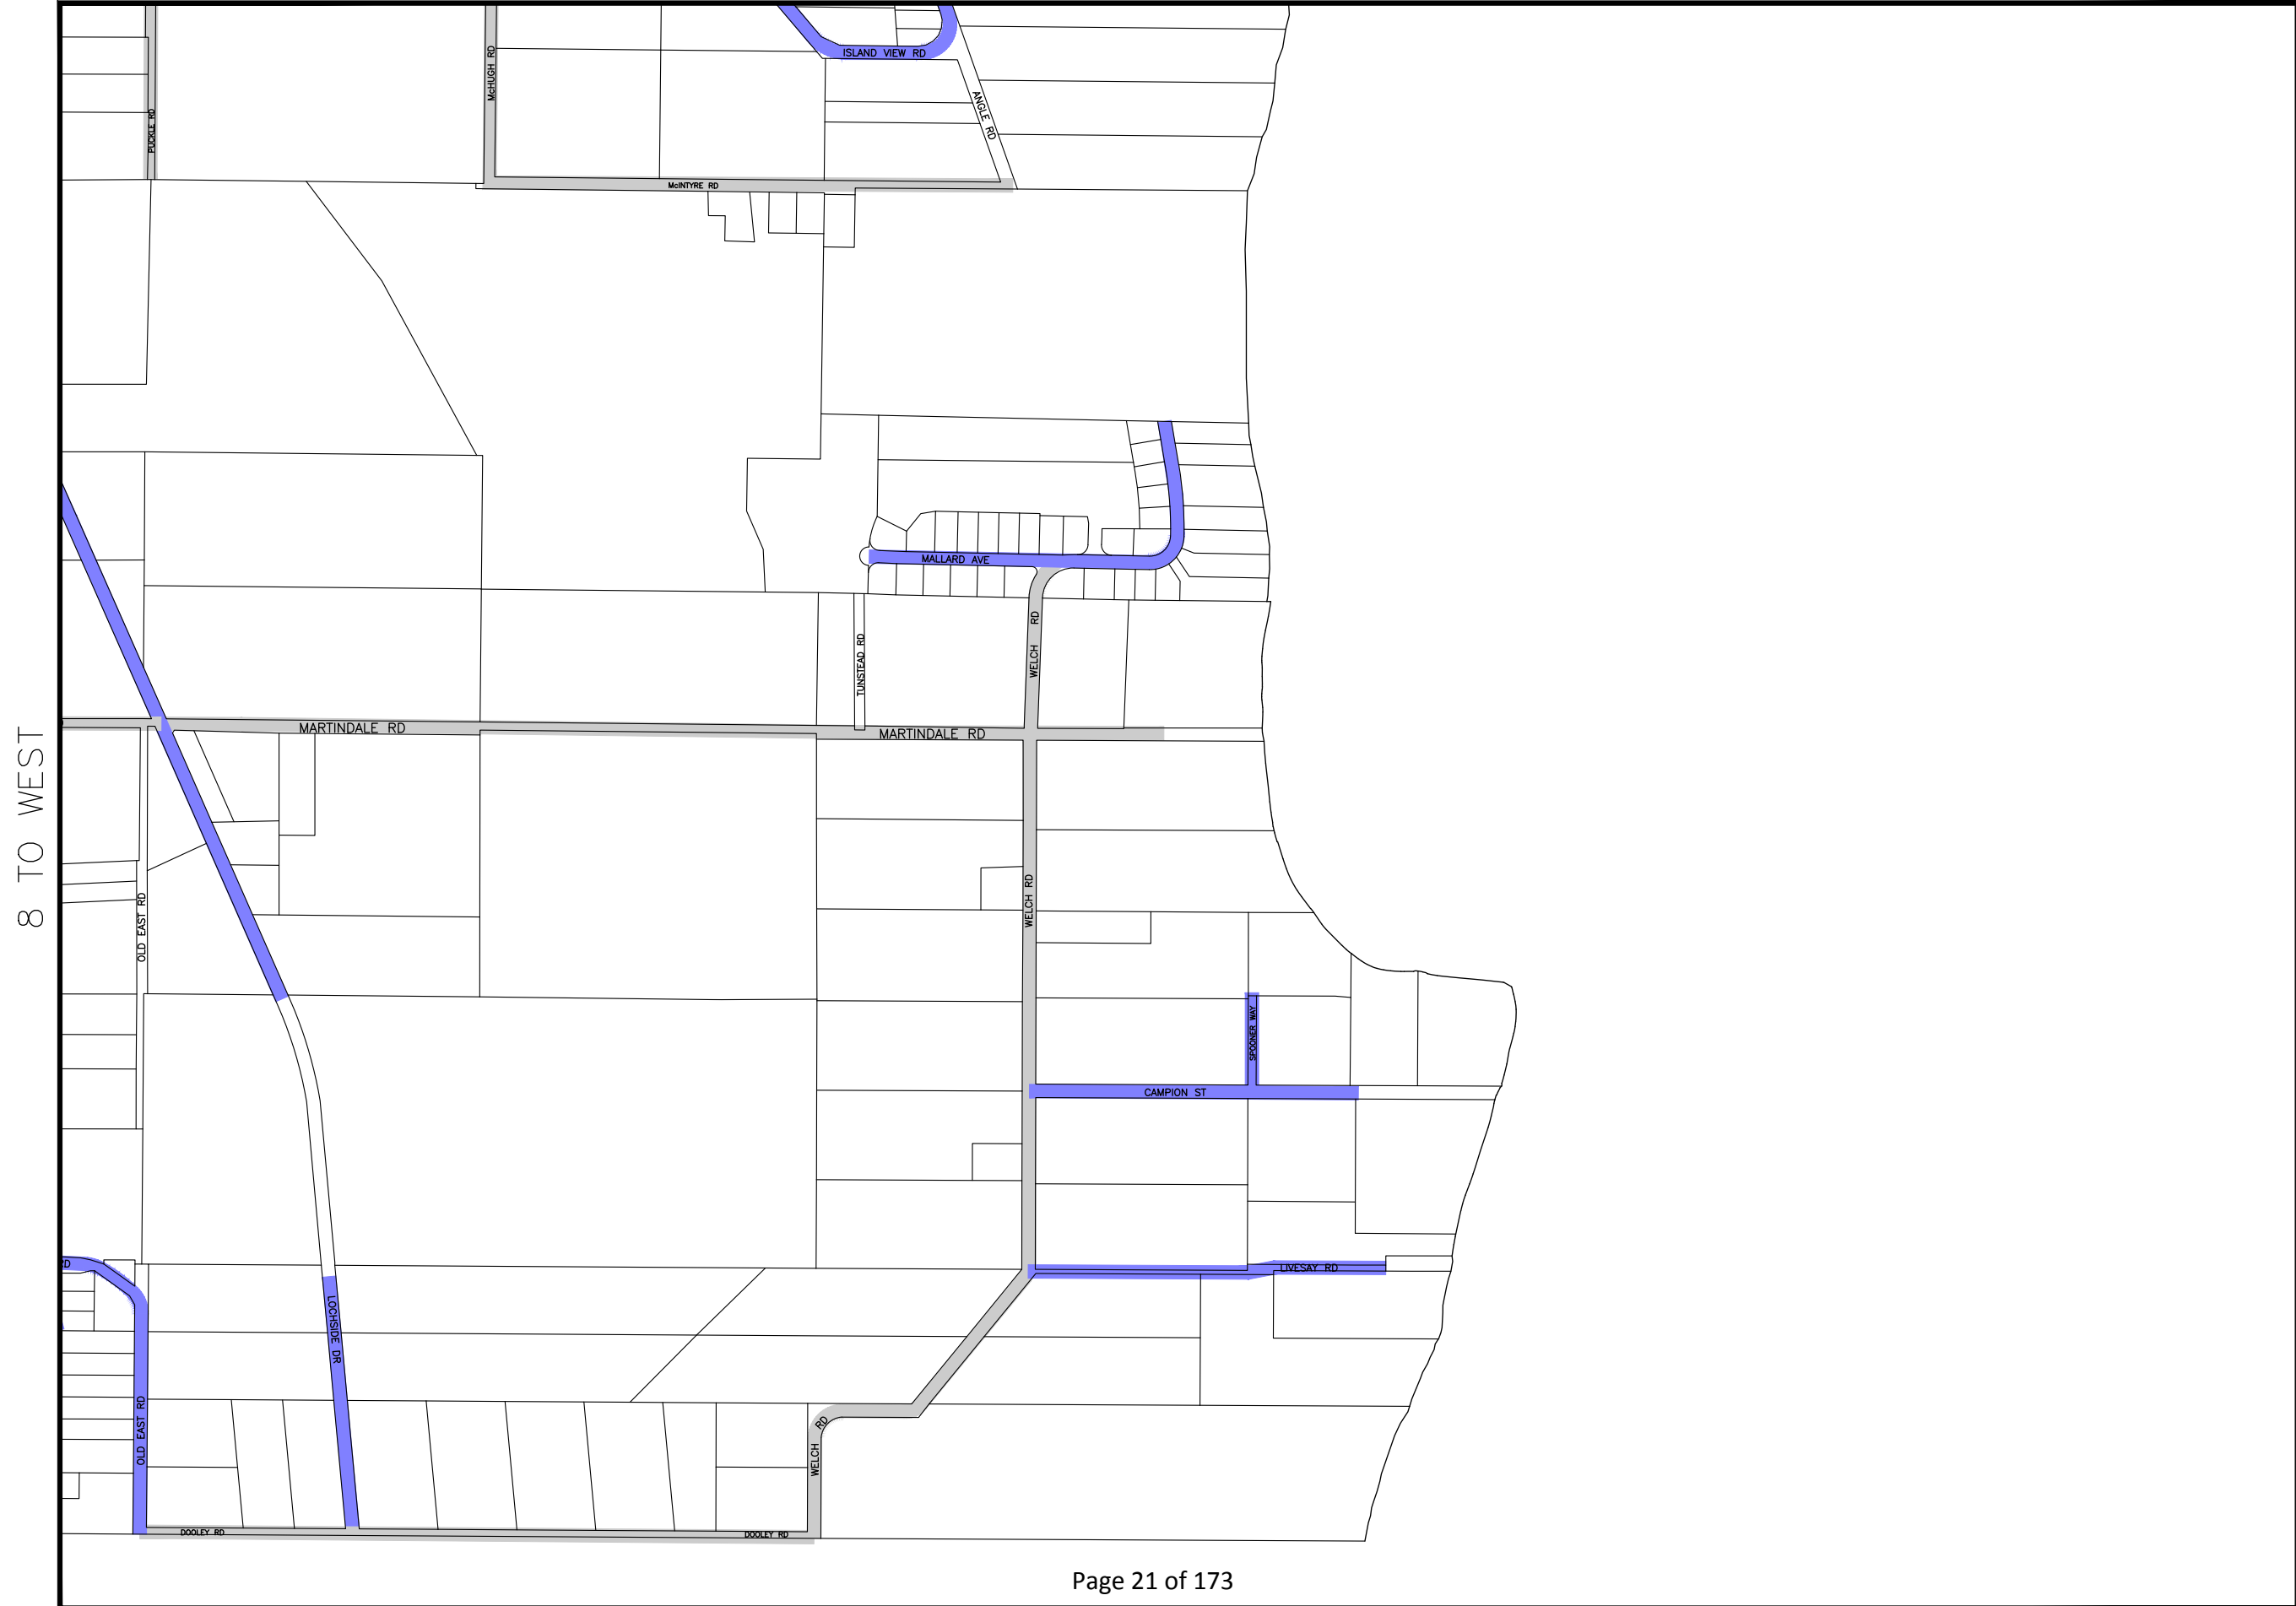 ISLAND VIEW RD
McHUGH RD
ANGLE RD
PUCKLE RD
McINTYRE RD
MALLARD AVE
WELCH RD
TUNSTEAD RD
MARTINDALE RD
MARTINDALE RD
8 TO WEST
WELCH RD
OLD EAST RD
SPOONER WAY
CAMPION ST
RD
LIVESAY RD
LOCHSIDE DR
OLD EAST RD
WELCH RD
DOOLEY RD
DOOLEY RD
Page 21 of 173